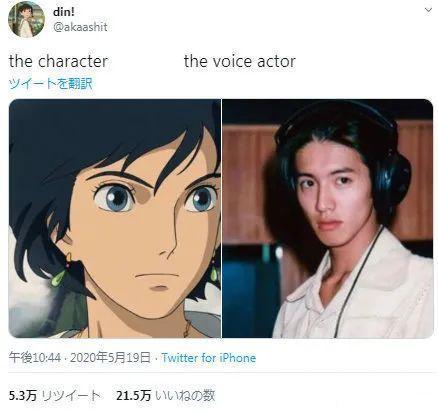 din!
@akaashit
the character the voice actor
ツイートを翻訳
午後10:44 · 2020年5月19日 · Twitter for iPhone
5.3万 リツイート 21.5万 いいねの数